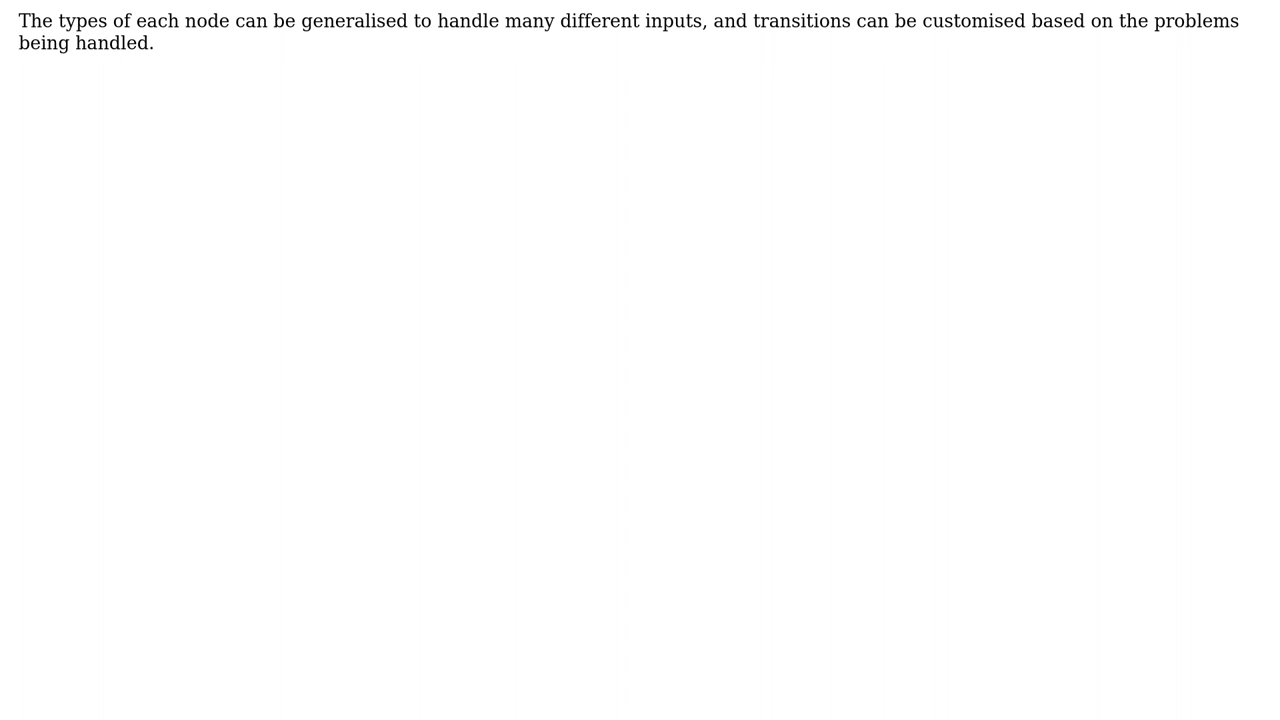 The types of each node can be generalised to handle many different inputs, and transitions can be customised based on the problems
being handled.